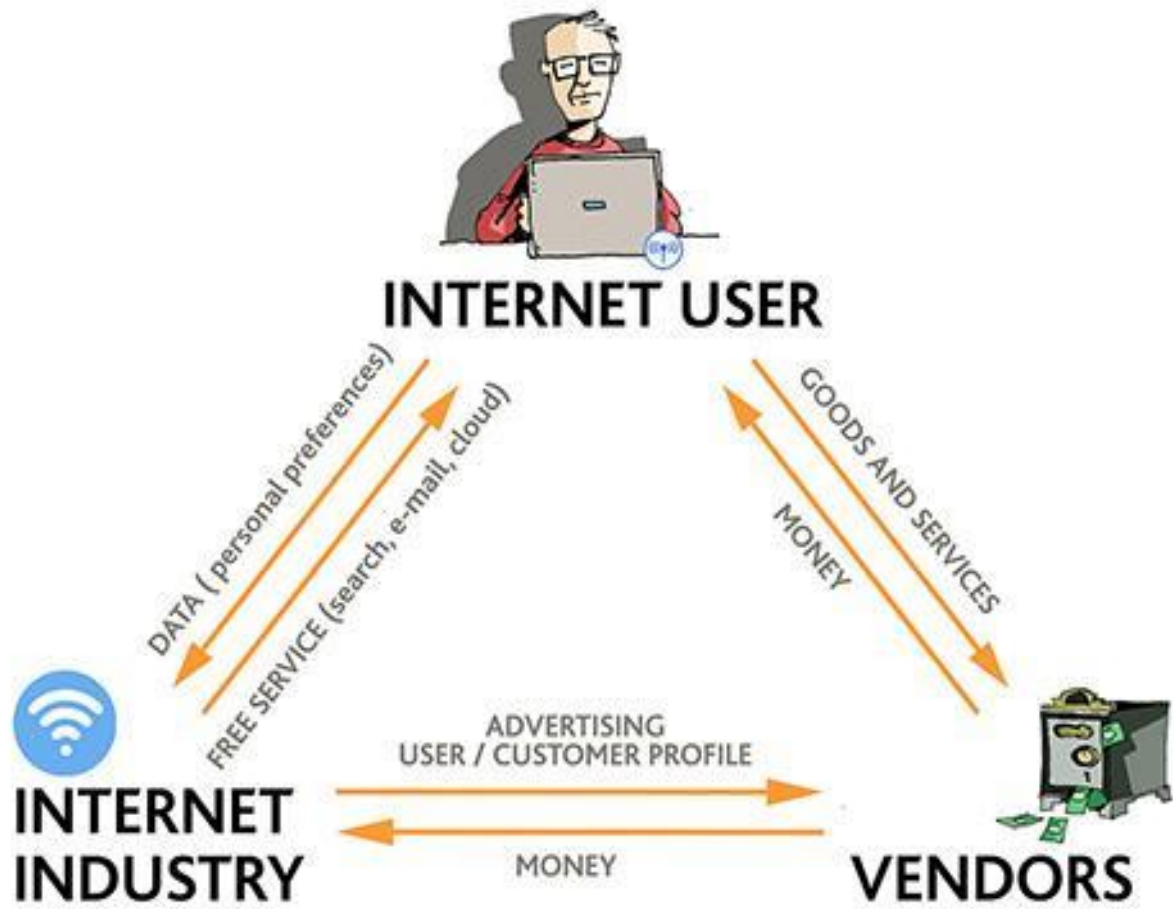 INTERNET USER
DATA ( personal preferences)
FREE SERVICE (search, e-mail, cloud)
GOODS AND SERVICES
MONEY
ADVERTISING
USER / CUSTOMER PROFILE
MONEY
INTERNET
INDUSTRY
VENDORS